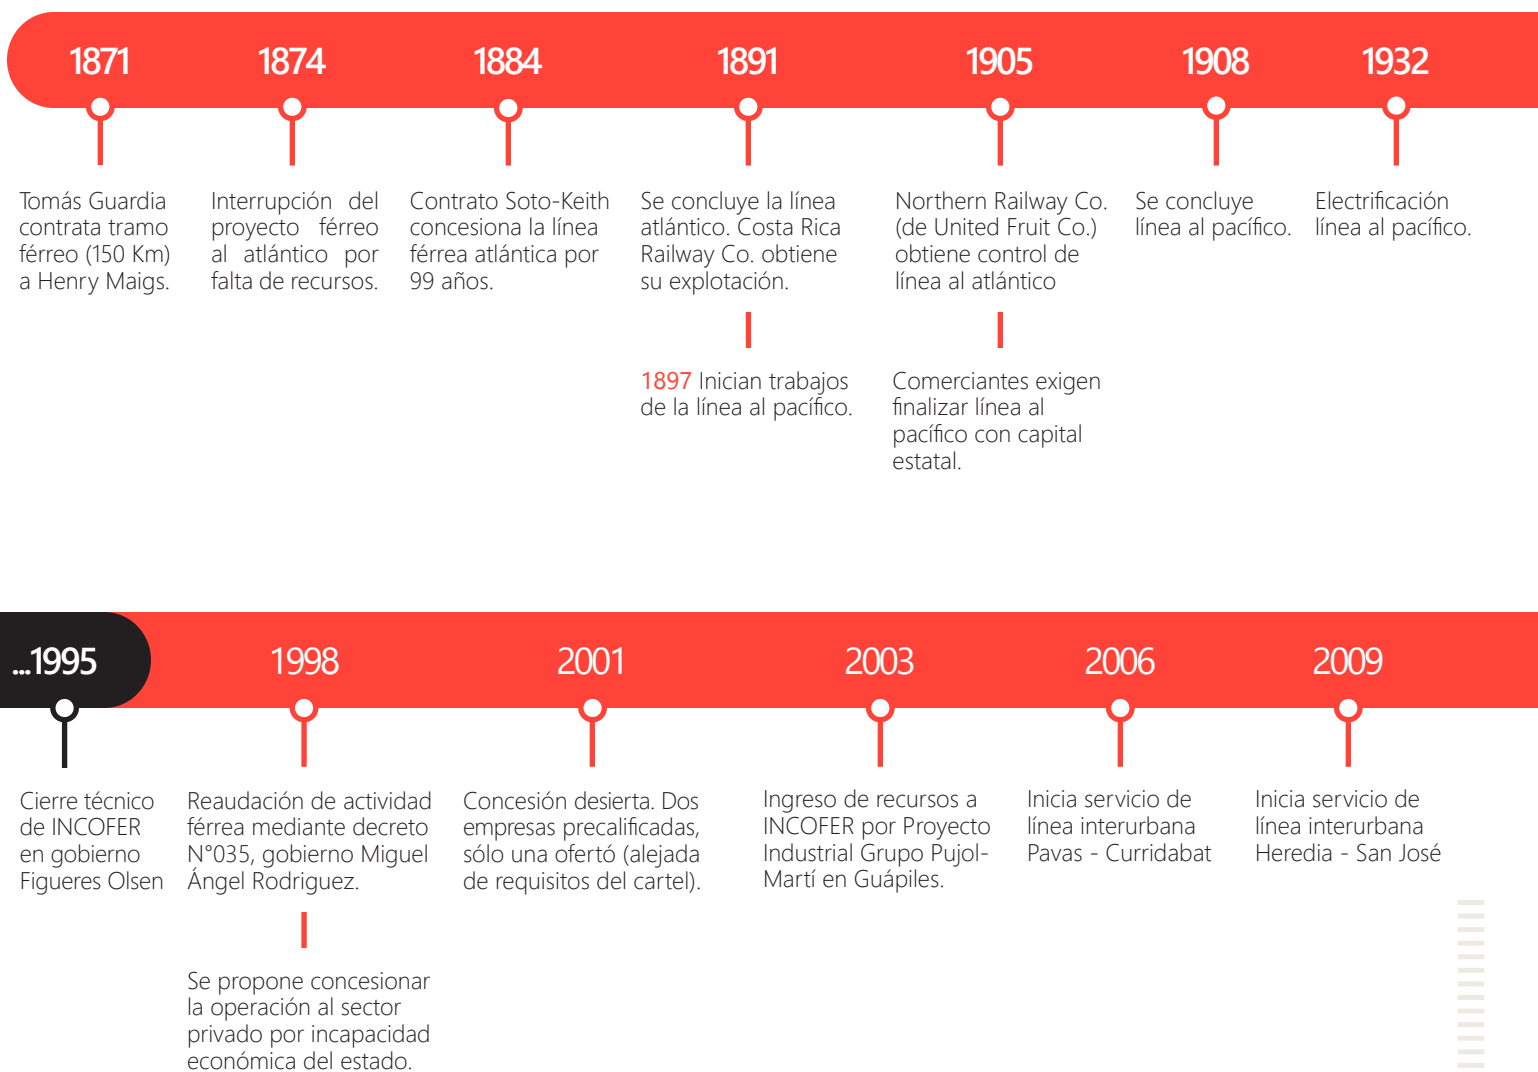 1871
1874
1884
1891
1905
1908
1932
Tomás Guardia
contrata tramo
férreo (150 Km)
a Henry Maigs.
Interrupción del
proyecto férreo
al atlántico por
falta de recursos.
Contrato Soto-Keith
concesiona la línea
férrea atlántica por
99 años.
Se concluye la línea
atlántico. Costa Rica
Railway Co. obtiene
su explotación.
1897 Inician trabajos
de la línea al pacífico.
Northern Railway Co.
(de United Fruit Co.)
obtiene control de
línea al atlántico
Comerciantes exigen
finalizar línea al
pacífico con capital
estatal.
Se concluye
línea al pacífico.
Electrificación
línea al pacífico.
...1995
1998
2001
2003
2006
2009
Cierre técnico
de INCOFER
en gobierno
Figueres Olsen
Reaudación de actividad
férrea mediante decreto
N°035, gobierno Miguel
Ángel Rodriguez.
Se propone concesionar
la operación al sector
privado por incapacidad
económica del estado.
Concesión desierta. Dos
empresas precalificadas,
sólo una ofertó (alejada
de requisitos del cartel).
Ingreso de recursos a
INCOFER por Proyecto
Industrial Grupo Pujol-
Martí en Guápiles.
Inicia servicio de
línea interurbana
Pavas - Curridabat
Inicia servicio de
línea interurbana
Heredia - San José